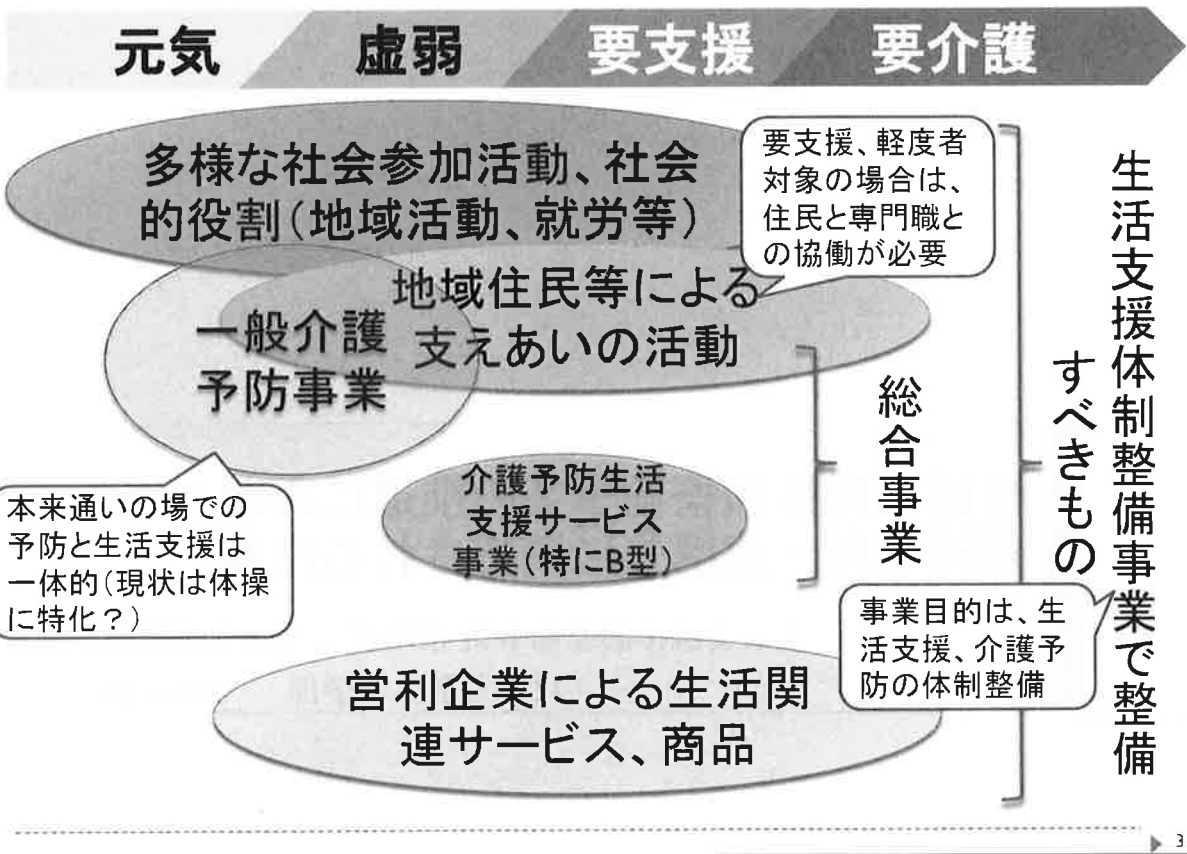 元気
虚弱
要支援
要介護
多様な社会参加活動、社会
的役割(地域活動、就労等)
要支援、軽度者
対象の場合は、
住民と専門職と
の協働が必要
地域住民等による
支えあいの活動
一般介護
予防事業
本来通いの場での
予防と生活支援は
一体的(現状は体操
に特化?)
介護予防生活
支援サービス
事業(特にB型)
総合事業
営利企業による生活関
連サービス、商品
事業目的は、生
活支援、介護予
防の体制整備
生活支援体制整備事業で整備
すべきもの
3